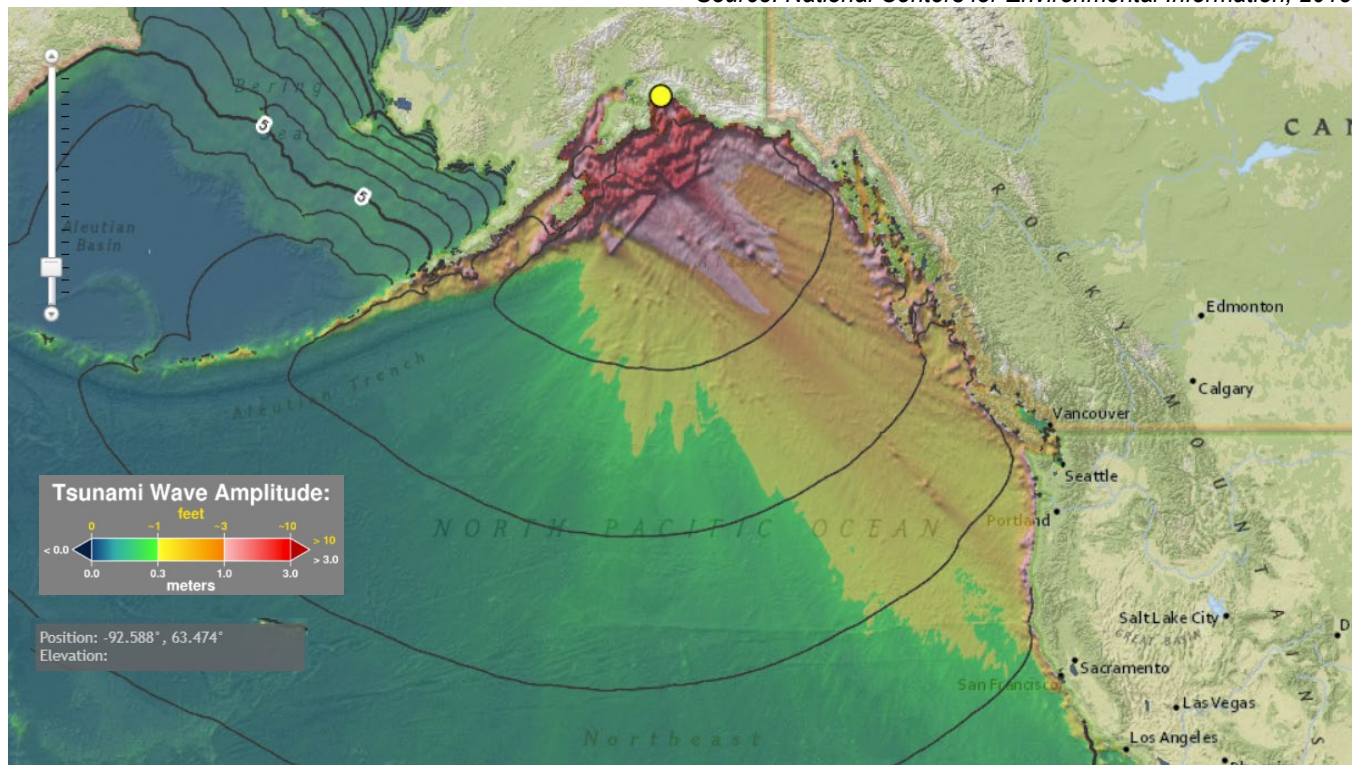 Source: National Centers for Environmental Information,
Bering
Sea
5
5
Aleutian
Basin
Aleutian Trench
CAN
ROCKY MOUNTAINS
Edmonton
Calgary
Vancouver
Seattle
Portland
NORTH PACIFIC OCEAN
Salt Lake City
GREAT BASIN
D
Sacramento
San Francisco
Las Vegas
Los Angeles
Northeast
Tsunami Wave Amplitude:
feet
0 ~1 ~3 ~10
< 0.0 > 10
> 3.0
0.0 0.3 1.0 3.0
meters
Position: -92.588°, 63.474°
Elevation: